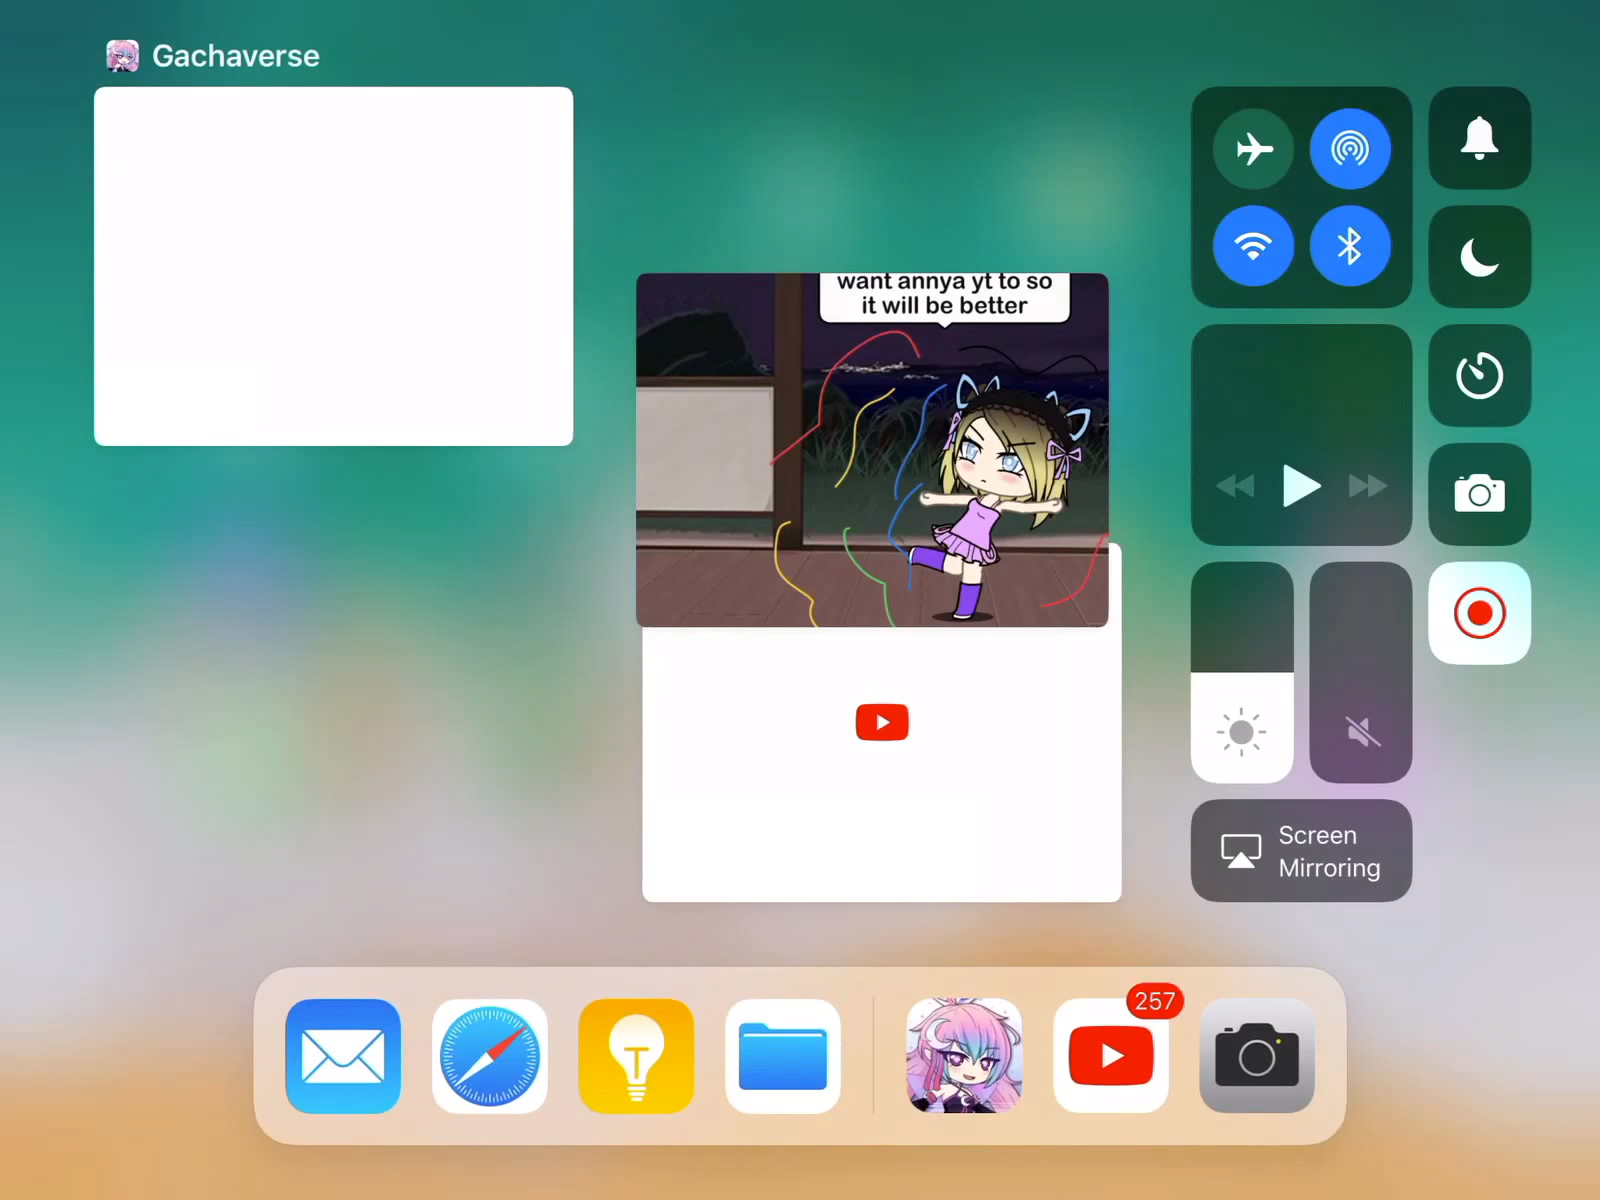 Gachaverse
want annya yt to so
it will be better
Screen
Mirroring
257